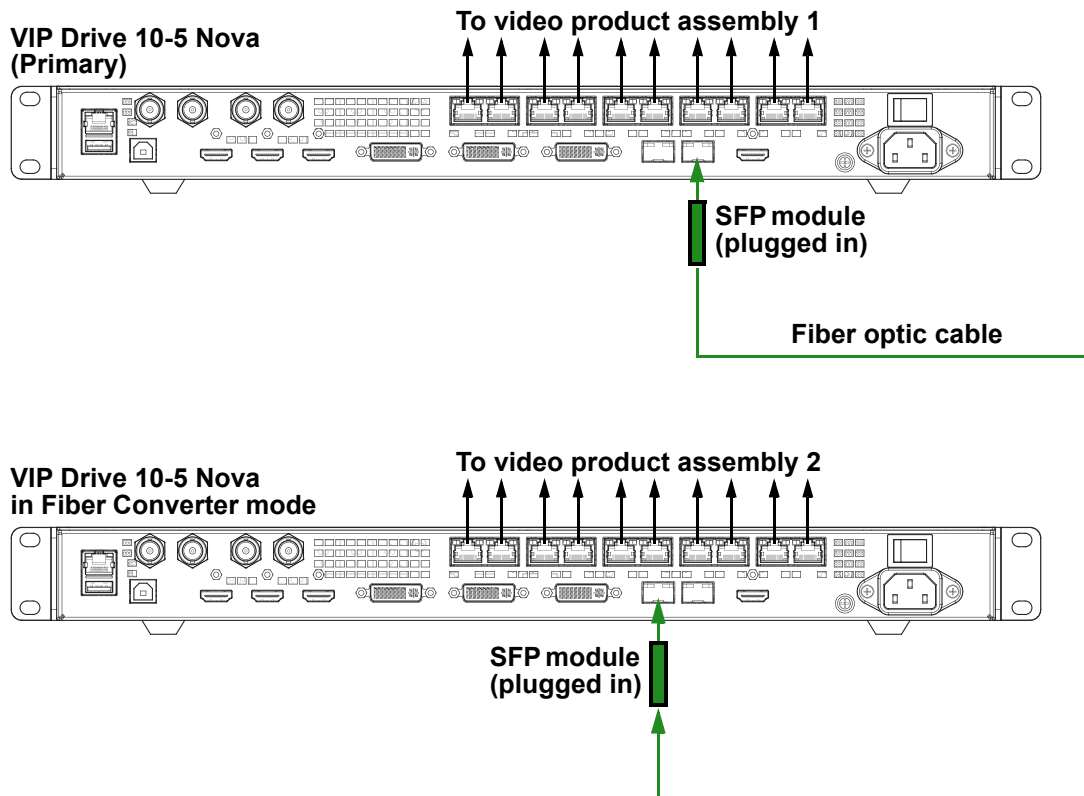 To video product assembly 1
VIP Drive 10-5 Nova
(Primary)
SFP module
(plugged in)
Fiber optic cable
To video product assembly 2
VIP Drive 10-5 Nova
in Fiber Converter mode
SFP module
(plugged in)